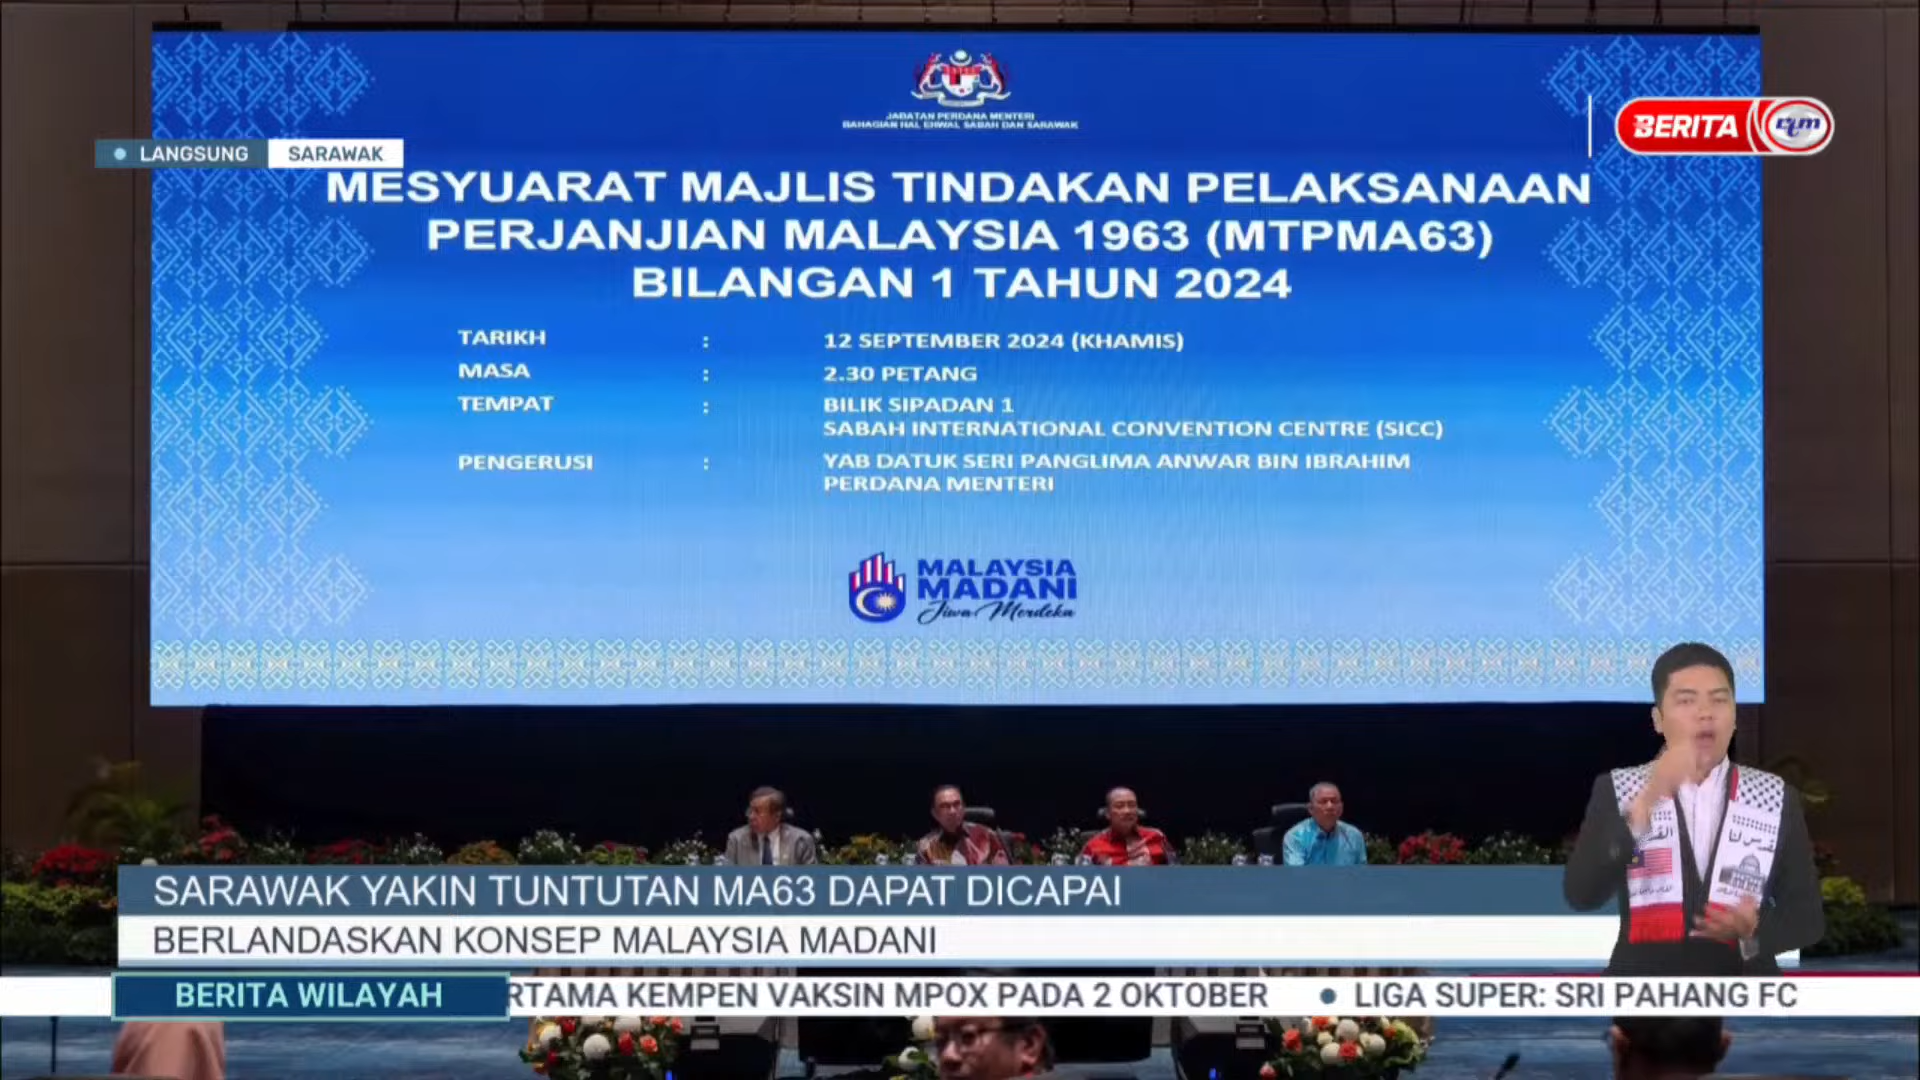 JABATAN PERDANA MENTERI
BAHAGIAN HAL EHWAL SABAH DAN SARAWAK
LANGSUNG SARAWAK
BERITA rtm
MESYUARAT MAJLIS TINDAKAN PELAKSANAAN
PERJANJIAN MALAYSIA 1963 (MTPMA63)
BILANGAN 1 TAHUN 2024
TARIKH : 12 SEPTEMBER 2024 (KHAMIS)
MASA : 2.30 PETANG
TEMPAT : BILIK SIPADAN 1
SABAH INTERNATIONAL CONVENTION CENTRE (SICC)
PENGERUSI : YAB DATUK SERI PANGLIMA ANWAR BIN IBRAHIM
PERDANA MENTERI
MALAYSIA
MADANI
Jiwa Merdeka
SARAWAK YAKIN TUNTUTAN MA63 DAPAT DICAPAI
BERLANDASKAN KONSEP MALAYSIA MADANI
BERITA WILAYAH RTAMA KEMPEN VAKSIN MPOX PADA 2 OKTOBER • LIGA SUPER: SRI PAHANG FC